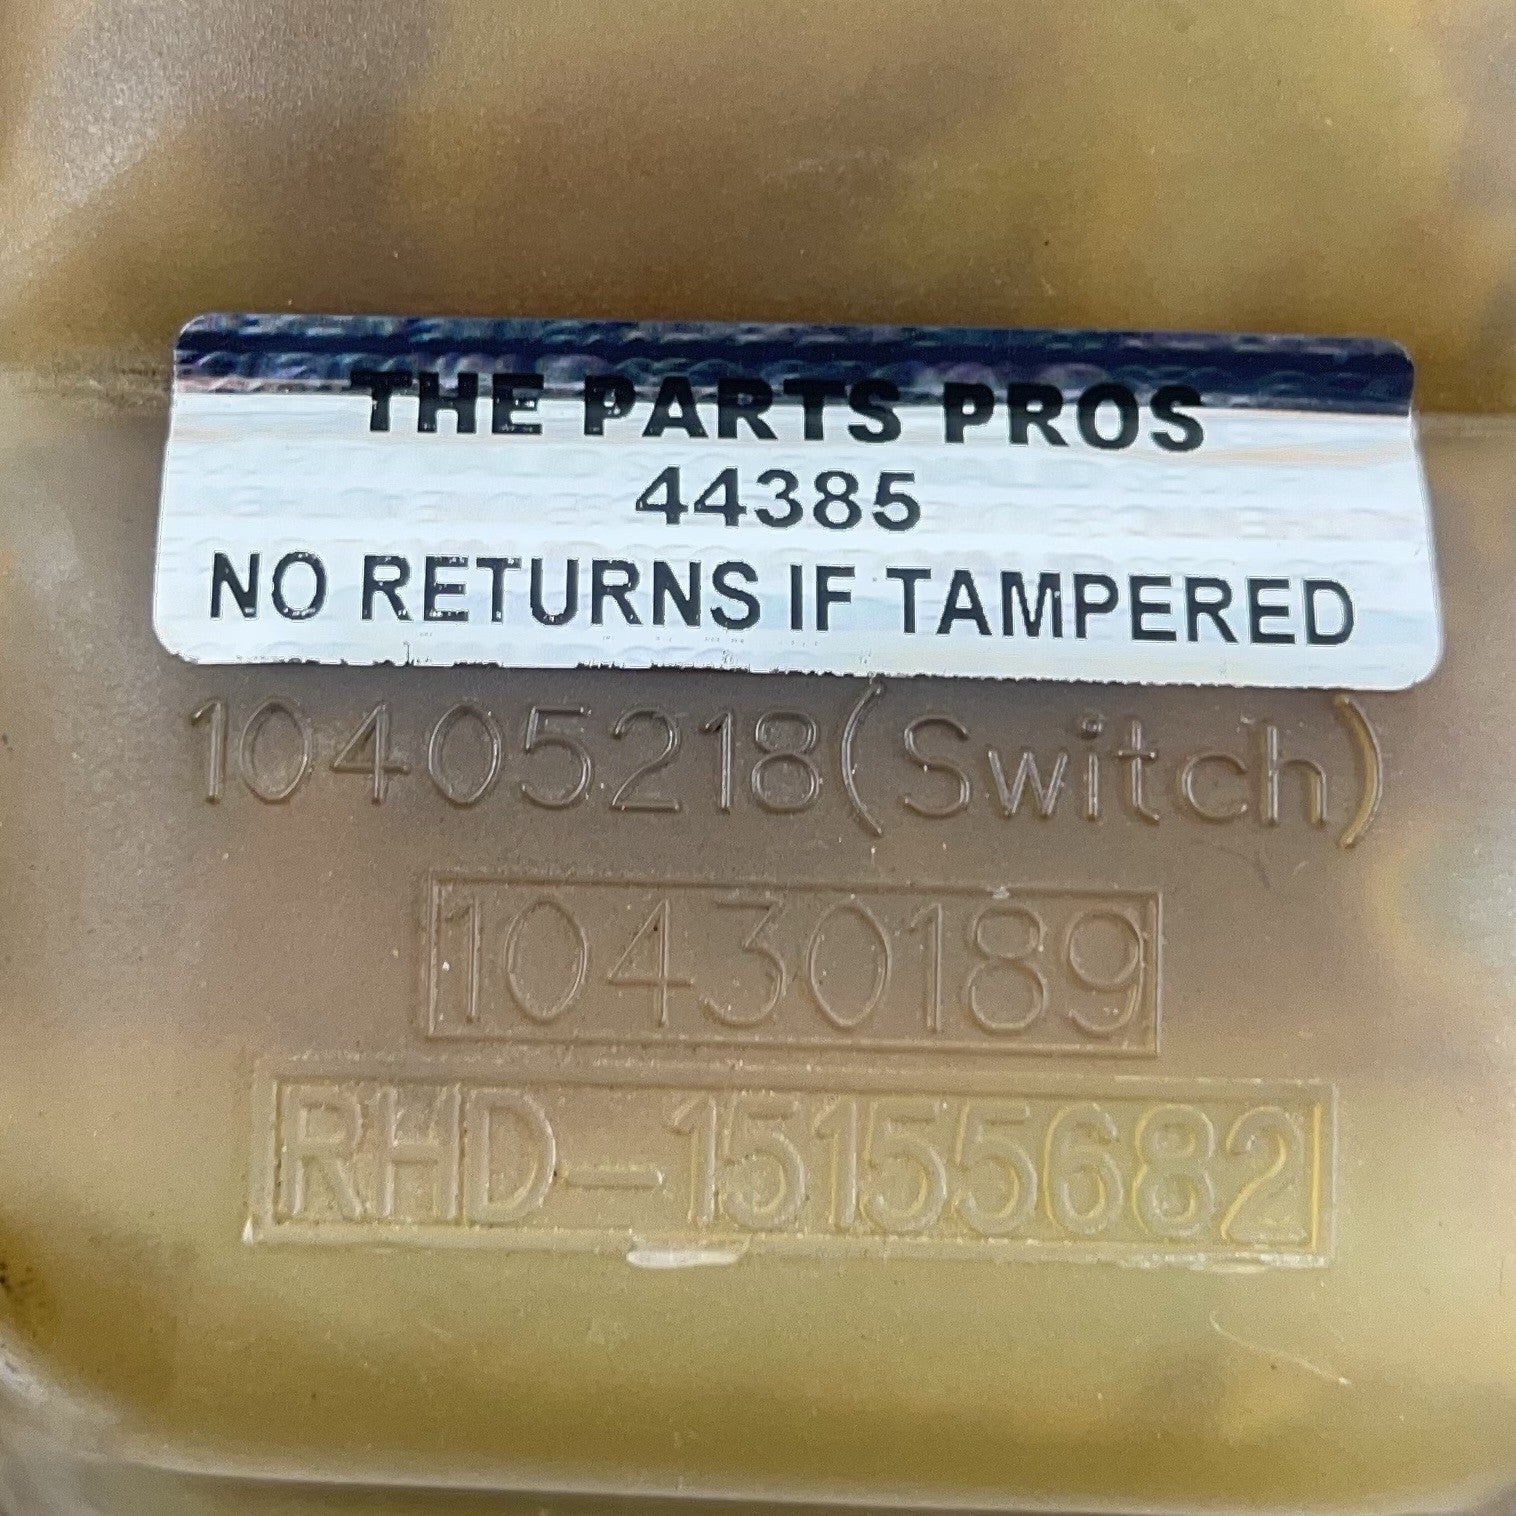 THE PARTS PROS
44385
NO RETURNS IF TAMPERED
10405218(Switch)
10430189
RHD-15155682